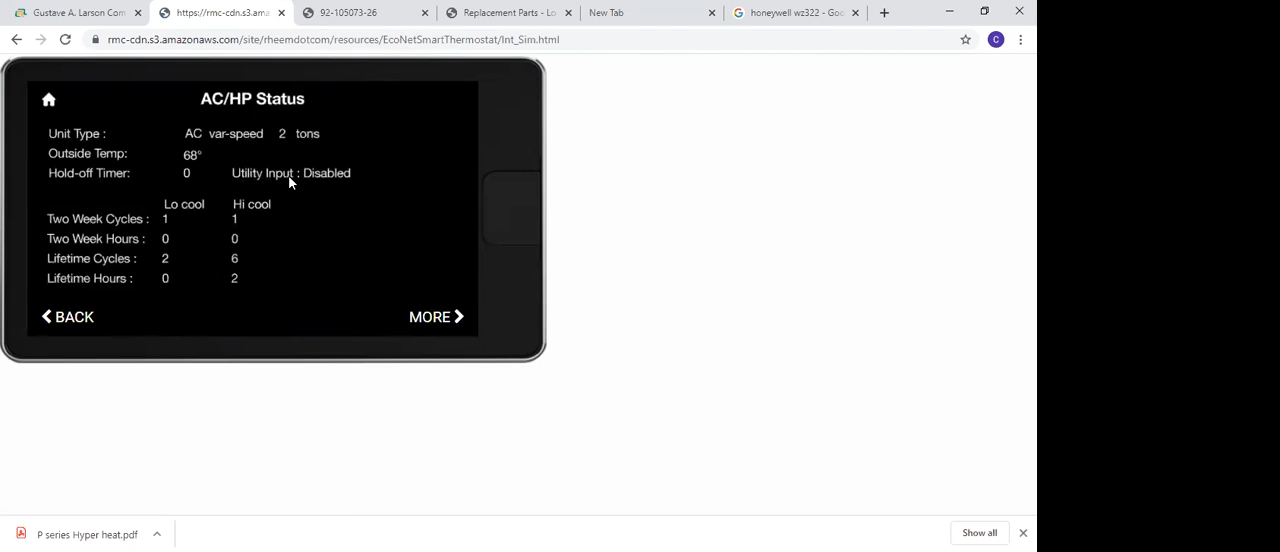 Gustave A. Larson Com
https://rmc-cdn.s3.ama
92-105073-26
Replacement Parts - Lo
New Tab
honeywell wz322 - Goo
rmc-cdn.s3.amazonaws.com/site/rheemdotcom/resources/EcoNetSmartThermostat/Int_Sim.html
C
AC/HP Status
Unit Type : AC var-speed 2 tons
Outside Temp: 68°
Hold-off Timer: 0 Utility Input : Disabled
Lo cool Hi cool
Two Week Cycles : 1 1
Two Week Hours : 0 0
Lifetime Cycles : 2 6
Lifetime Hours : 0 2
BACK MORE
P series Hyper heat.pdf
Show all